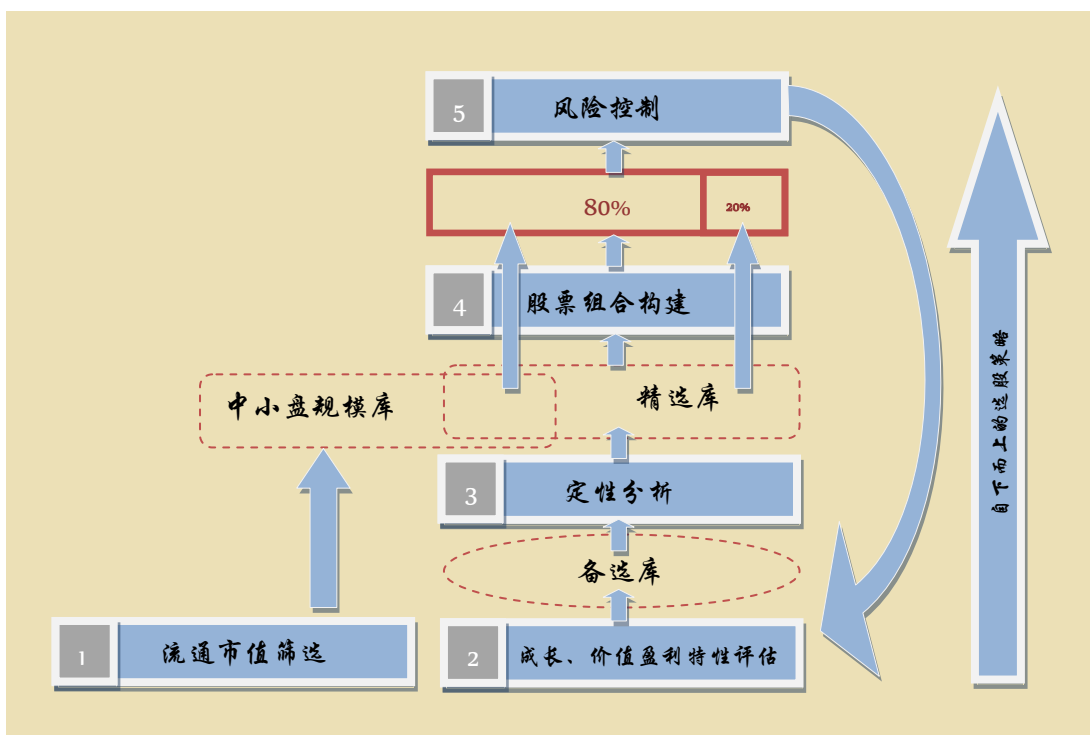 5 风险控制
80% 20%
4 股票组合构建
中小盘规模库 精选库
3 定性分析
备选库
1 流通市值筛选
2 成长、价值盈利特性评估
自下而上的选股策略